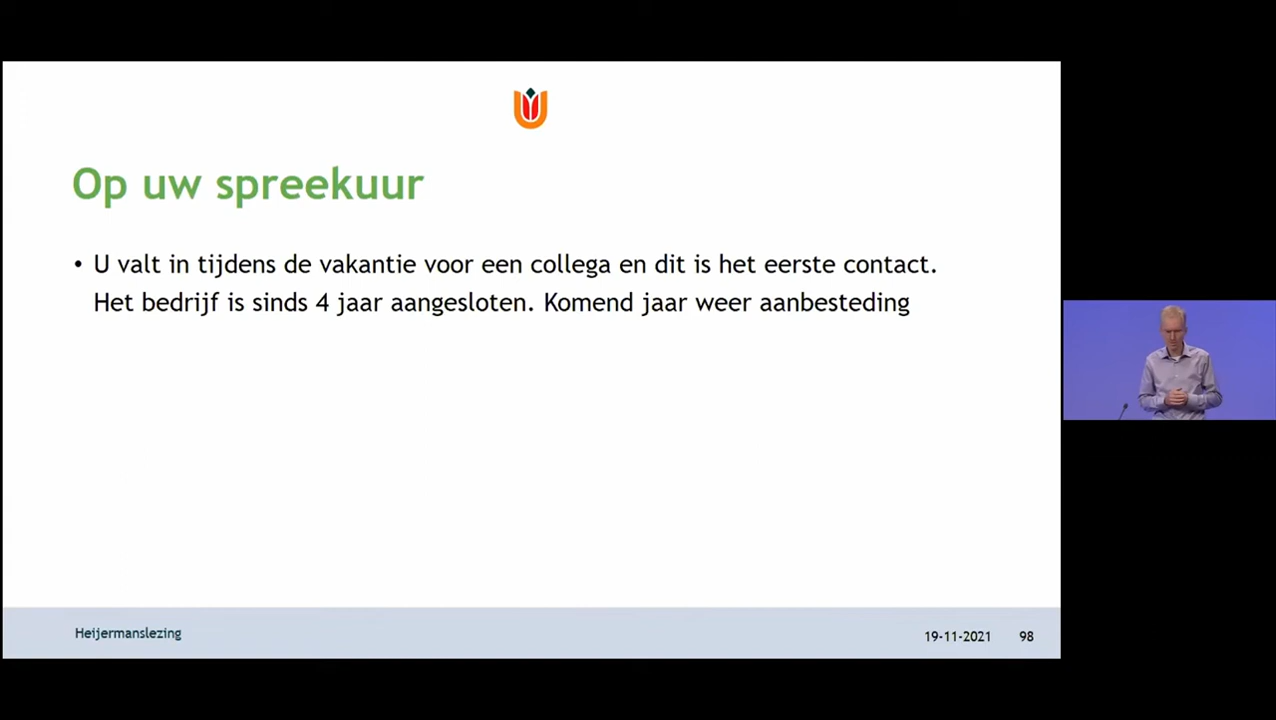 Op uw spreekuur
• U valt in tijdens de vakantie voor een collega en dit is het eerste contact.
Het bedrijf is sinds 4 jaar aangesloten. Komend jaar weer aanbesteding
Heijermanslezing
19-11-2021 98